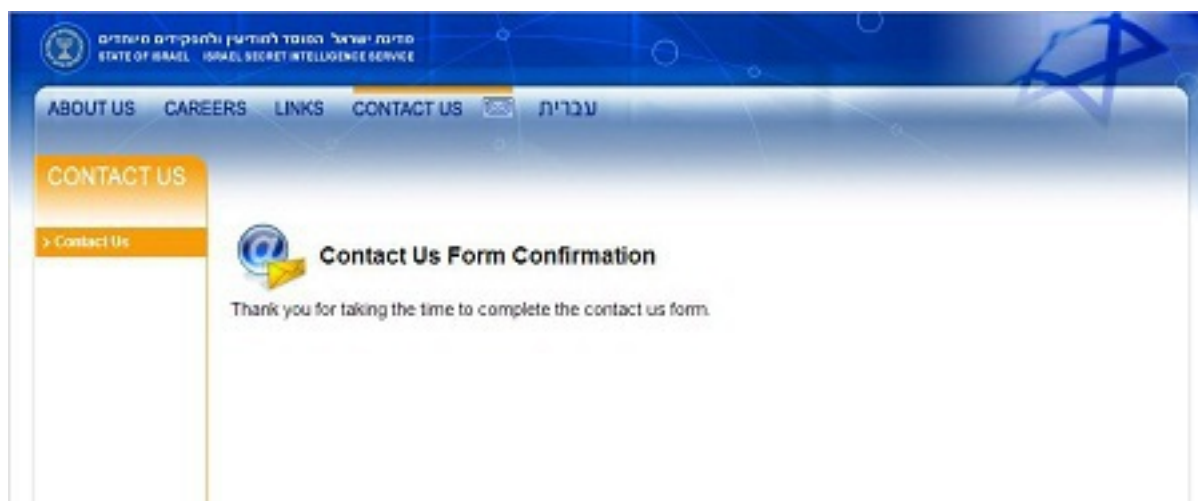 מדינת ישראל המוסד למודיעין ולתפקידים מיוחדים
STATE OF ISRAEL ISRAEL SECRET INTELLIGENCE SERVICE
ABOUT US CAREERS LINKS CONTACT US עברית
CONTACT US
> Contact Us
Contact Us Form Confirmation
Thank you for taking the time to complete the contact us form.